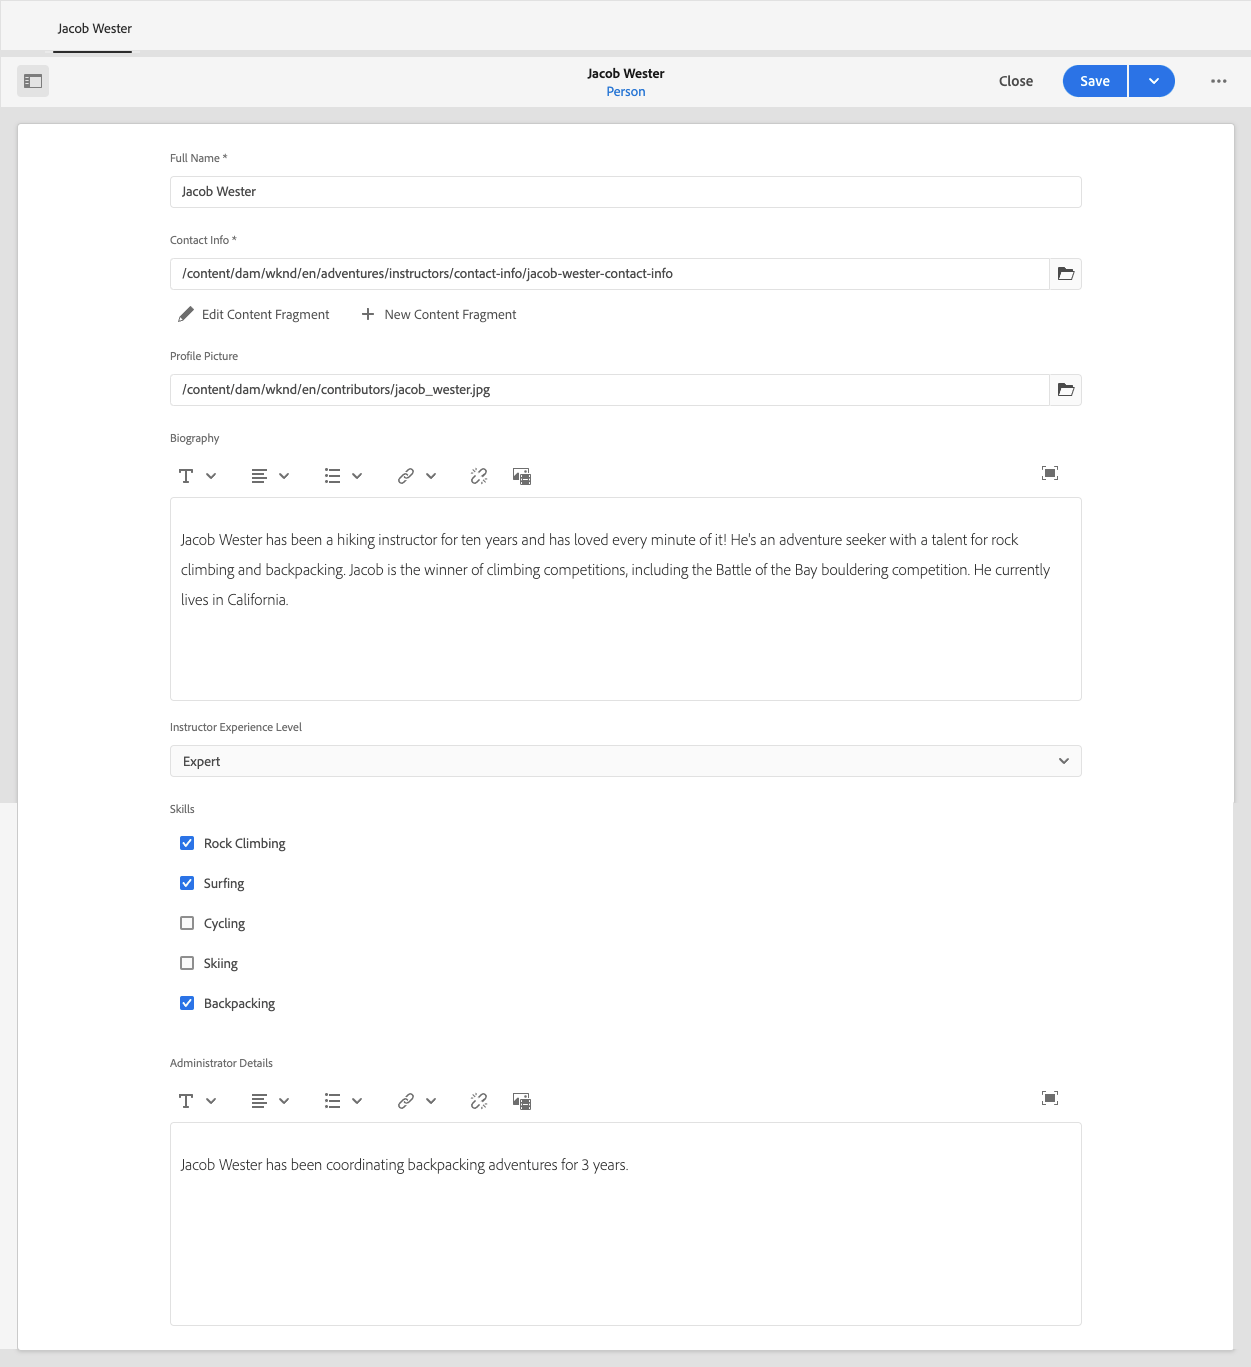 Jacob Wester
Jacob Wester
Person
Close
Save
Full Name *
Jacob Wester
Contact Info *
/content/dam/wknd/en/adventures/instructors/contact-info/jacob-wester-contact-info
Edit Content Fragment
New Content Fragment
Profile Picture
/content/dam/wknd/en/contributors/jacob_wester.jpg
Biography
Jacob Wester has been a hiking instructor for ten years and has loved every minute of it! He's an adventure seeker with a talent for rock
climbing and backpacking. Jacob is the winner of climbing competitions, including the Battle of the Bay bouldering competition. He currently
lives in California.
Instructor Experience Level
Expert
Skills
Rock Climbing
Surfing
Cycling
Skiing
Backpacking
Administrator Details
Jacob Wester has been coordinating backpacking adventures for 3 years.